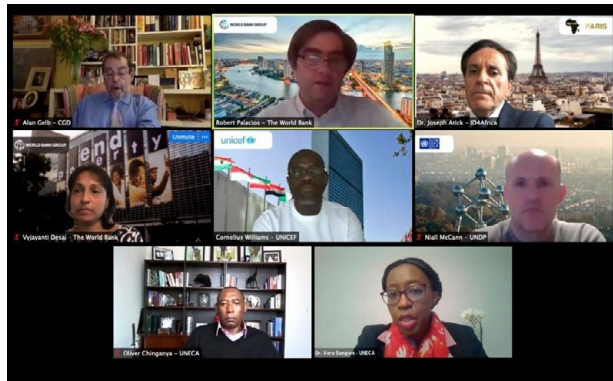 WORLD BANK GROUP
PARIS
Alan Gelb - CGD
Robert Palacios - The World Bank
Dr. Joseph Atick - ID4Africa
WORLD BANK GROUP
end
poverty
Unmute
unicef
Vyjayanti Desai - The World Bank
Cornelius Williams - UNICEF
Niall McCann - UNDP
Oliver Chinganya - UNECA
Dr. Vera Songwe - UNECA